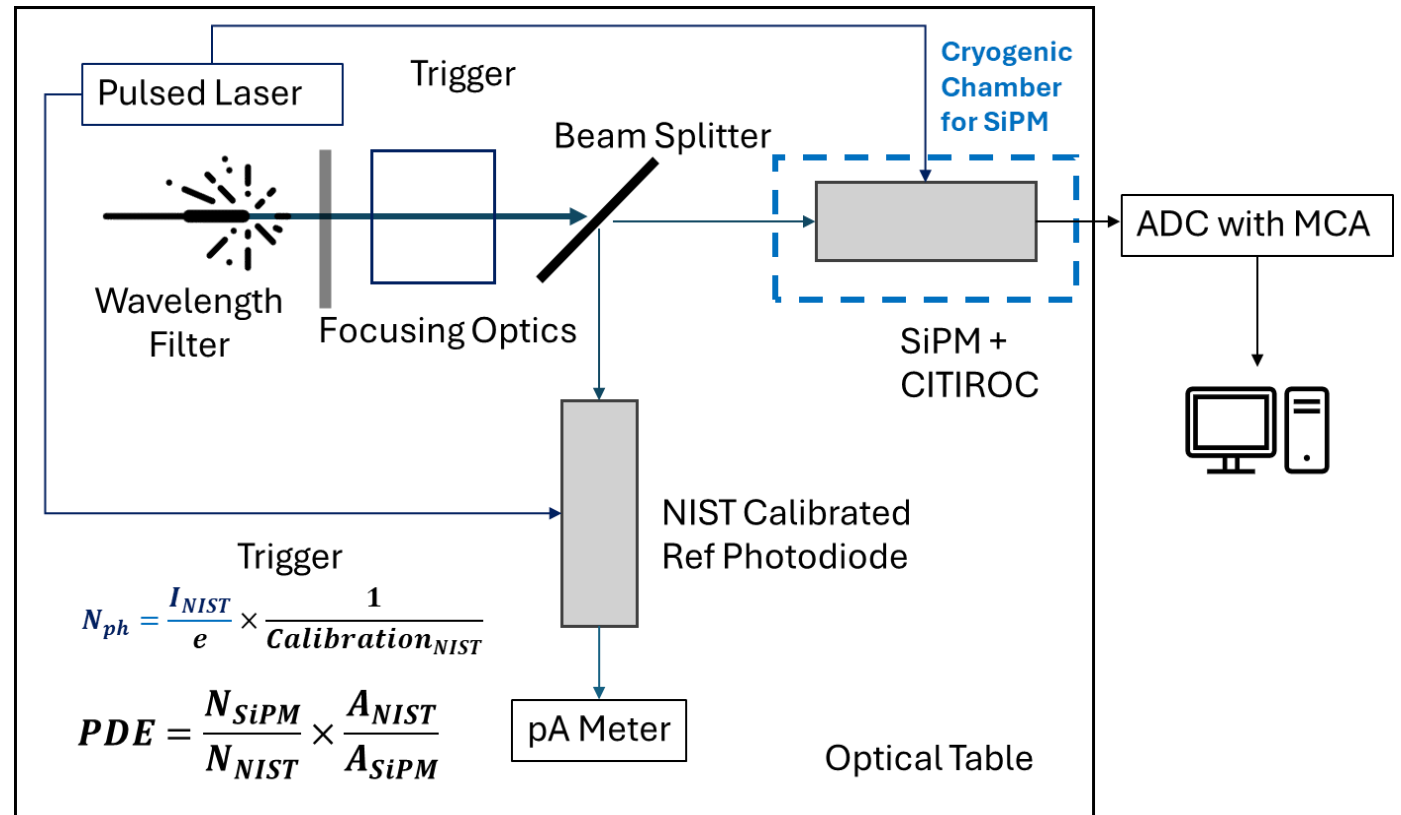 Pulsed Laser
Trigger
Cryogenic
Chamber
for SiPM
Beam Splitter
ADC with MCA
Wavelength
Filter
Focusing Optics
SiPM +
CITIROC
NIST Calibrated
Ref Photodiode
Trigger
N_ph = I_NIST / e × 1 / Calibration_NIST
PDE = N_SiPM / N_NIST × A_NIST / A_SiPM
pA Meter
Optical Table